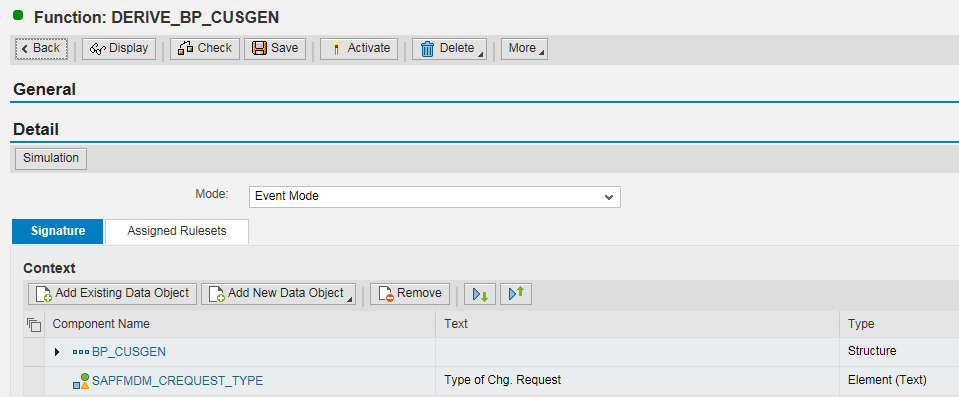 Function: DERIVE_BP_CUSGEN
Back Display Check Save Activate Delete More
General
Detail
Simulation
Mode: Event Mode
Signature Assigned Rulesets
Context
Add Existing Data Object Add New Data Object Remove
Component Name Text Type
BP_CUSGEN Structure
SAPFMDM_CREQUEST_TYPE Type of Chg. Request Element (Text)